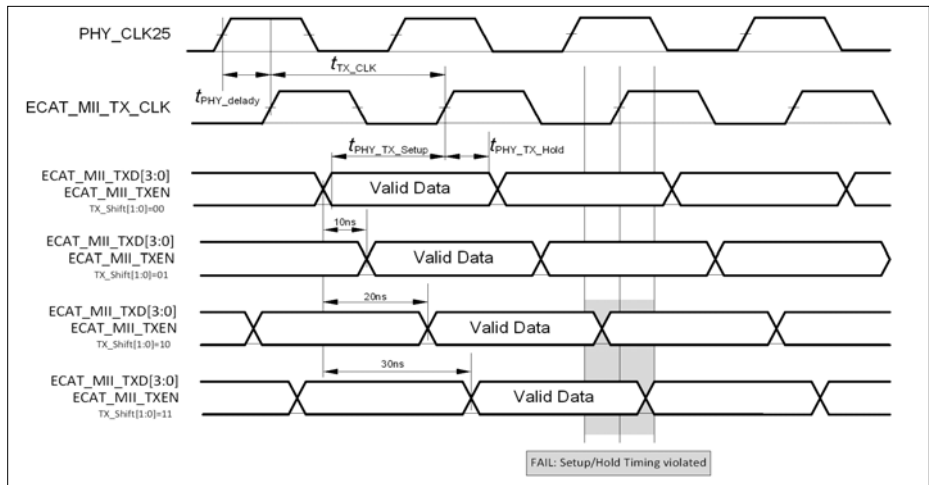 PHY_CLK25
tTX_CLK
tPHY_delady
ECAT_MII_TX_CLK
tPHY_TX_Setup
tPHY_TX_Hold
ECAT_MII_TXD[3:0]
ECAT_MII_TXEN
TX_Shift[1:0]=00
Valid Data
10ns
ECAT_MII_TXD[3:0]
ECAT_MII_TXEN
TX_Shift[1:0]=01
Valid Data
20ns
ECAT_MII_TXD[3:0]
ECAT_MII_TXEN
TX_Shift[1:0]=10
Valid Data
30ns
ECAT_MII_TXD[3:0]
ECAT_MII_TXEN
TX_Shift[1:0]=11
Valid Data
FAIL: Setup/Hold Timing violated